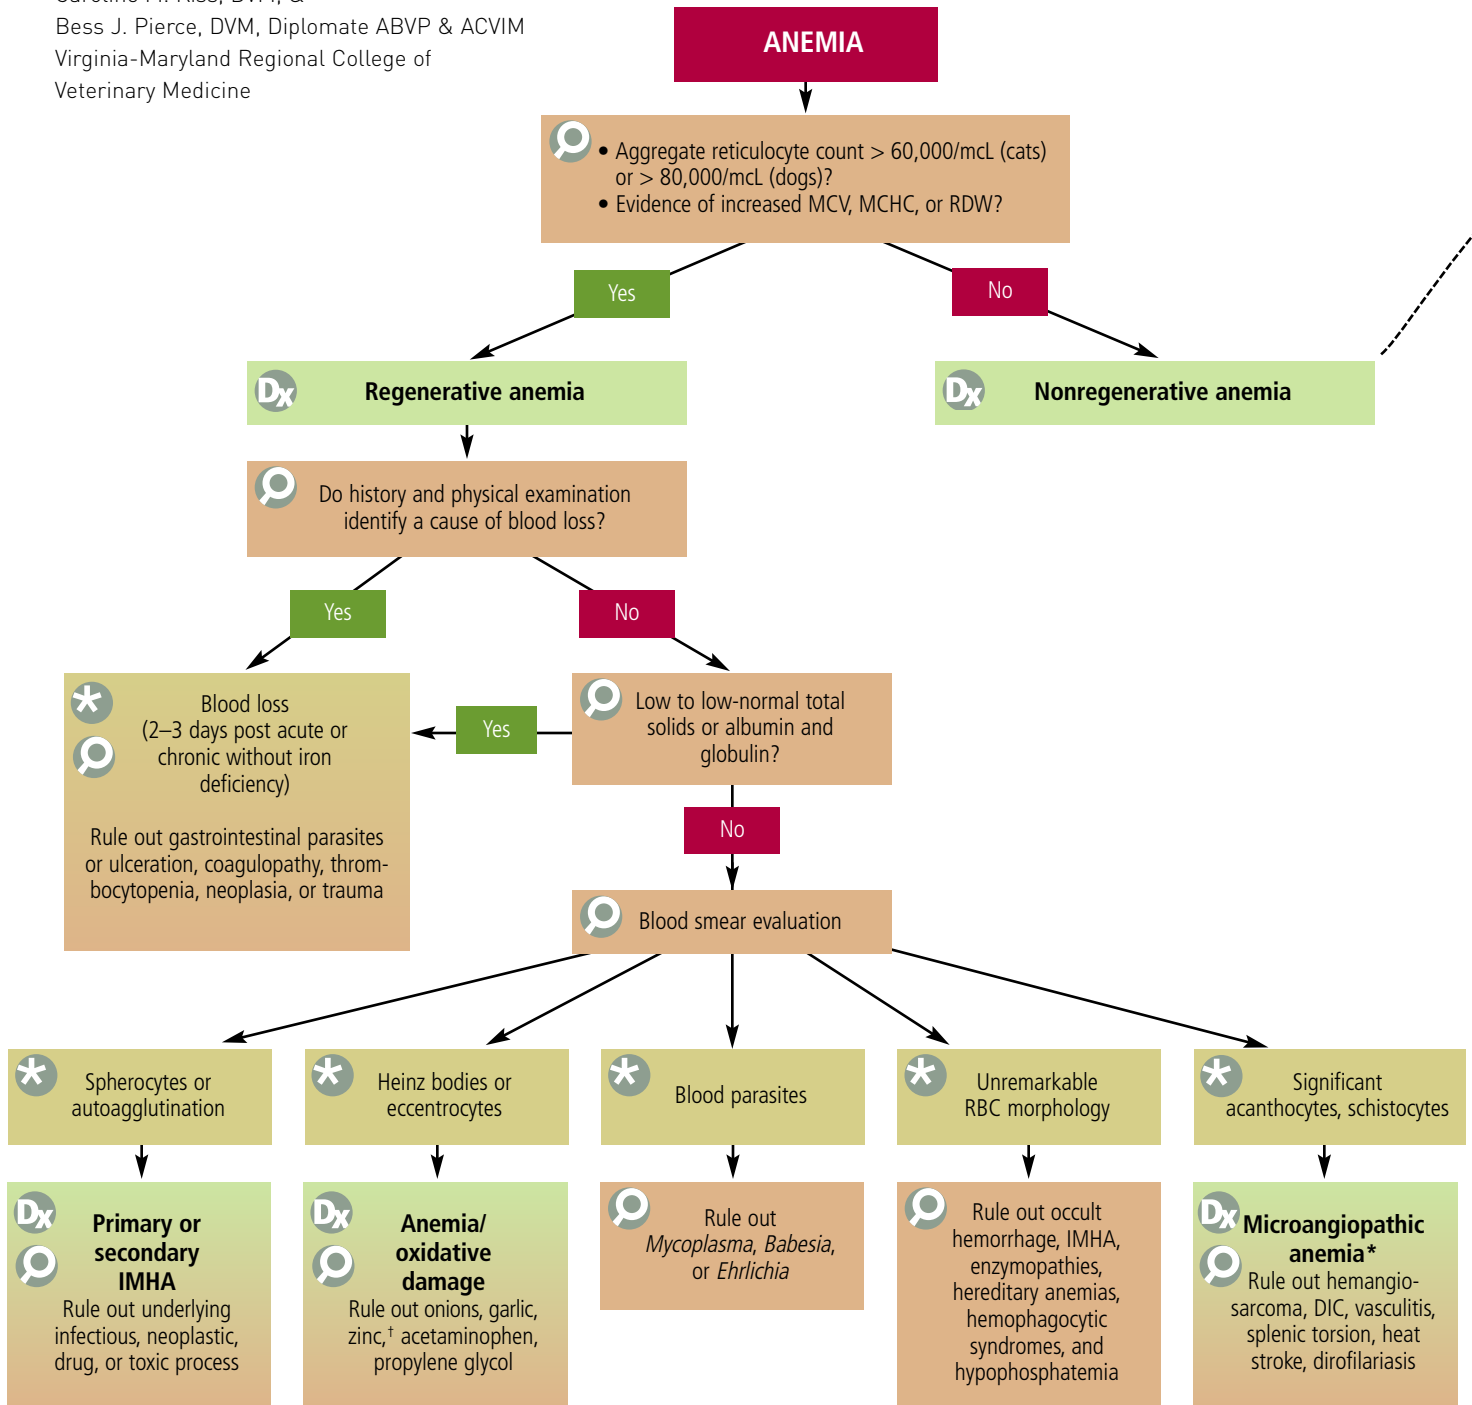 Bess J. Pierce, DVM, Diplomate ABVP & ACVIM
Virginia-Maryland Regional College of
Veterinary Medicine
ANEMIA
• Aggregate reticulocyte count > 60,000/mcL (cats)
or > 80,000/mcL (dogs)?
• Evidence of increased MCV, MCHC, or RDW?
Yes
No
Dx Regenerative anemia
Dx Nonregenerative anemia
Do history and physical examination
identify a cause of blood loss?
Yes
No
Blood loss
(2–3 days post acute or
chronic without iron
deficiency)
Rule out gastrointestinal parasites
or ulceration, coagulopathy, throm-
bocytopenia, neoplasia, or trauma
Yes
Low to low-normal total
solids or albumin and
globulin?
No
Blood smear evaluation
Spherocytes or
autoagglutination
Heinz bodies or
eccentrocytes
Blood parasites
Unremarkable
RBC morphology
Significant
acanthocytes, schistocytes
Dx
Primary or
secondary
IMHA
Rule out underlying
infectious, neoplastic,
drug, or toxic process
Dx
Anemia/
oxidative
damage
Rule out onions, garlic,
zinc,† acetaminophen,
propylene glycol
Rule out
Mycoplasma, Babesia,
or Ehrlichia
Rule out occult
hemorrhage, IMHA,
enzymopathies,
hereditary anemias,
hemophagocytic
syndromes, and
hypophosphatemia
Dx
Microangiopathic
anemia*
Rule out hemangio-
sarcoma, DIC, vasculitis,
splenic torsion, heat
stroke, dirofilariasis